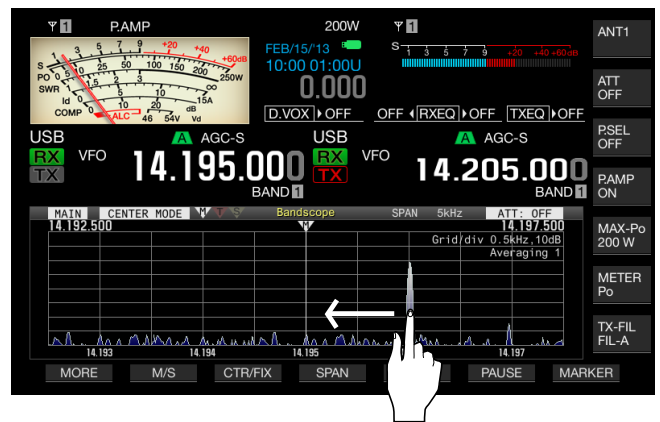 1 P.AMP 200W 1
S 1 3 5 7 9 +20 +40 +60dB
PO 0 5 10 25 50 100 150 200 250W
SWR 1 1.5 2 3
Id 0 5 10 15A
COMP 0 10 20 dB
ALC 46 54V Vd
FEB/15/'13
10:00 01:00U
0.000
D.VOX OFF
S 1 3 5 7 9 +20 +40 +60dB
OFF RXEQ OFF TXEQ OFF
USB A AGC-S
RX VFO 14.195.000
TX
BAND 1
USB A AGC-S
RX VFO 14.205.000
TX
BAND 1
MAIN CENTER MODE M T S Bandscope SPAN 5kHz ATT: OFF
14.192.500 M 14.197.500
Grid/div 0.5kHz,10dB
Averaging 1
14.193 14.194 14.195 14.197
MORE M/S CTR/FIX SPAN PAUSE MARKER
ANT1
ATT
OFF
P.SEL
OFF
P.AMP
ON
MAX-Po
200 W
METER
Po
TX-FIL
FIL-A